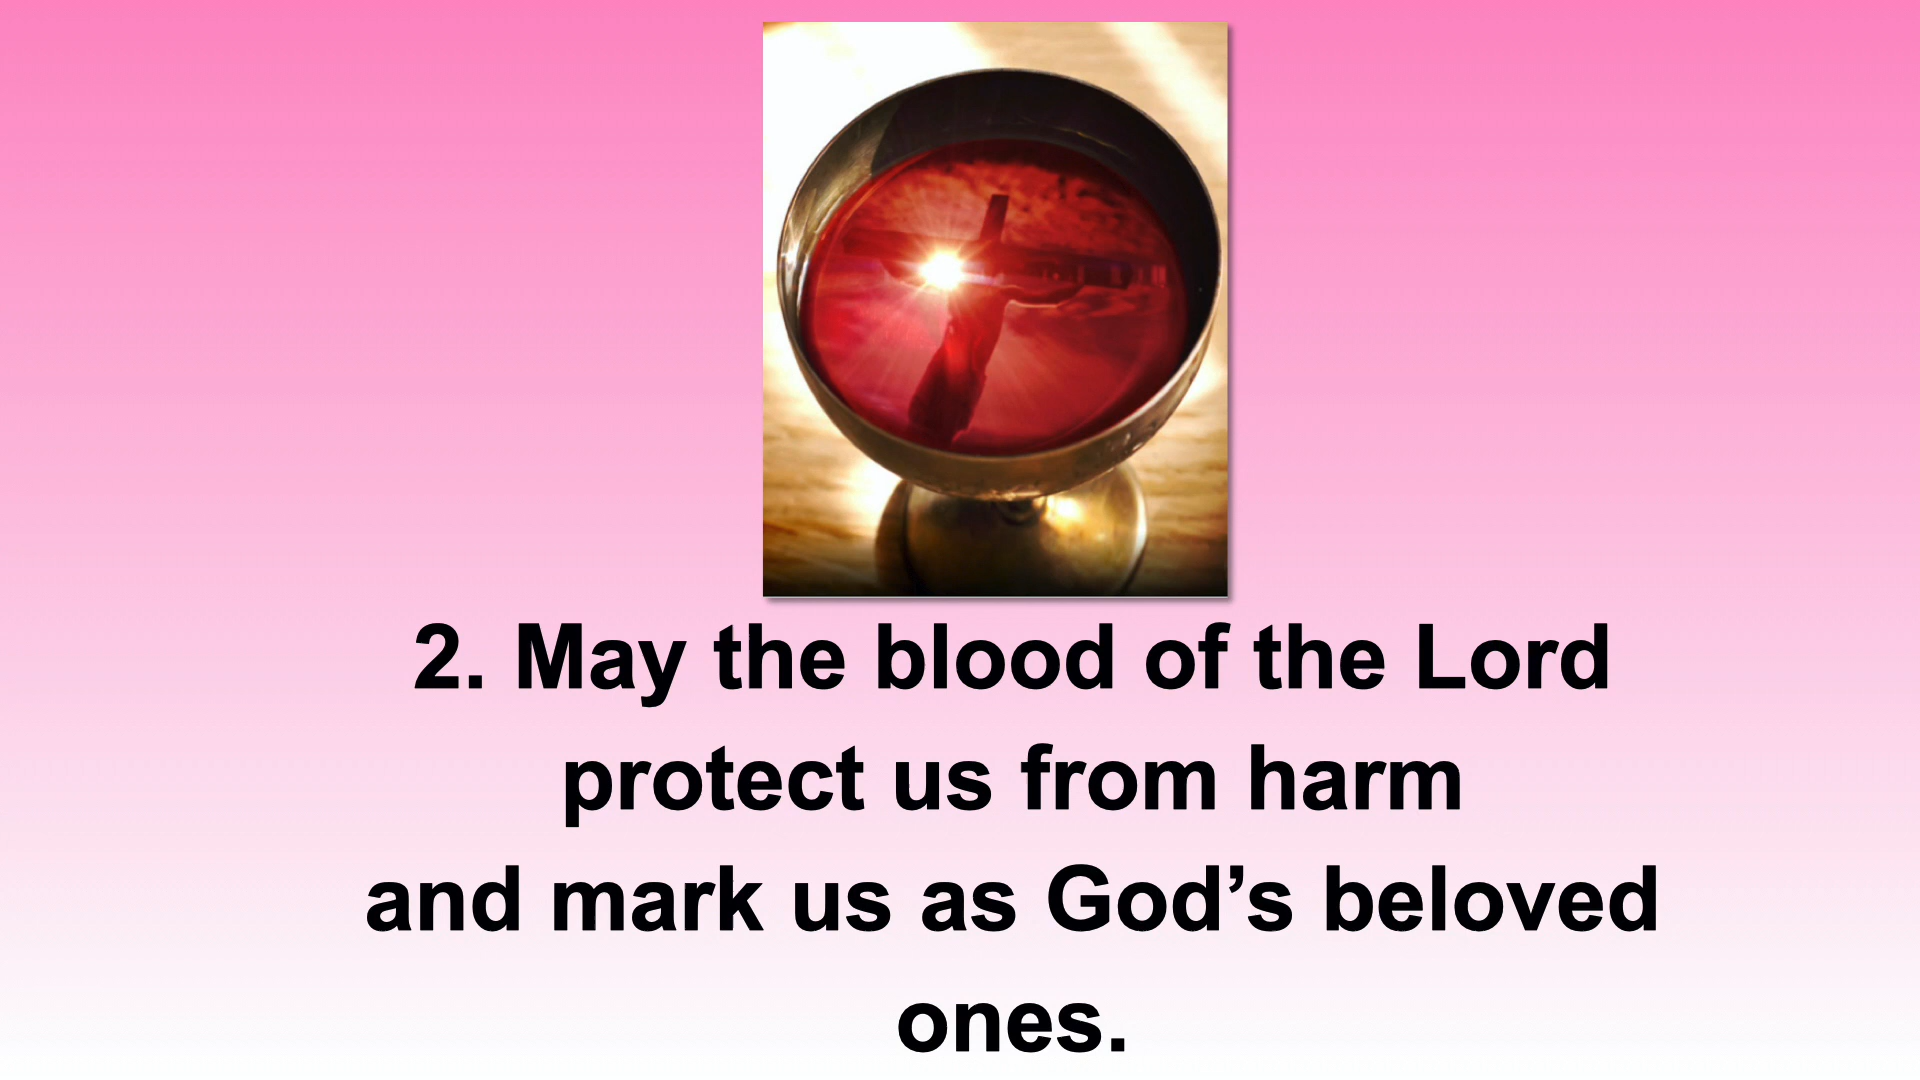 2. May the blood of the Lord
protect us from harm
and mark us as God’s beloved
ones.